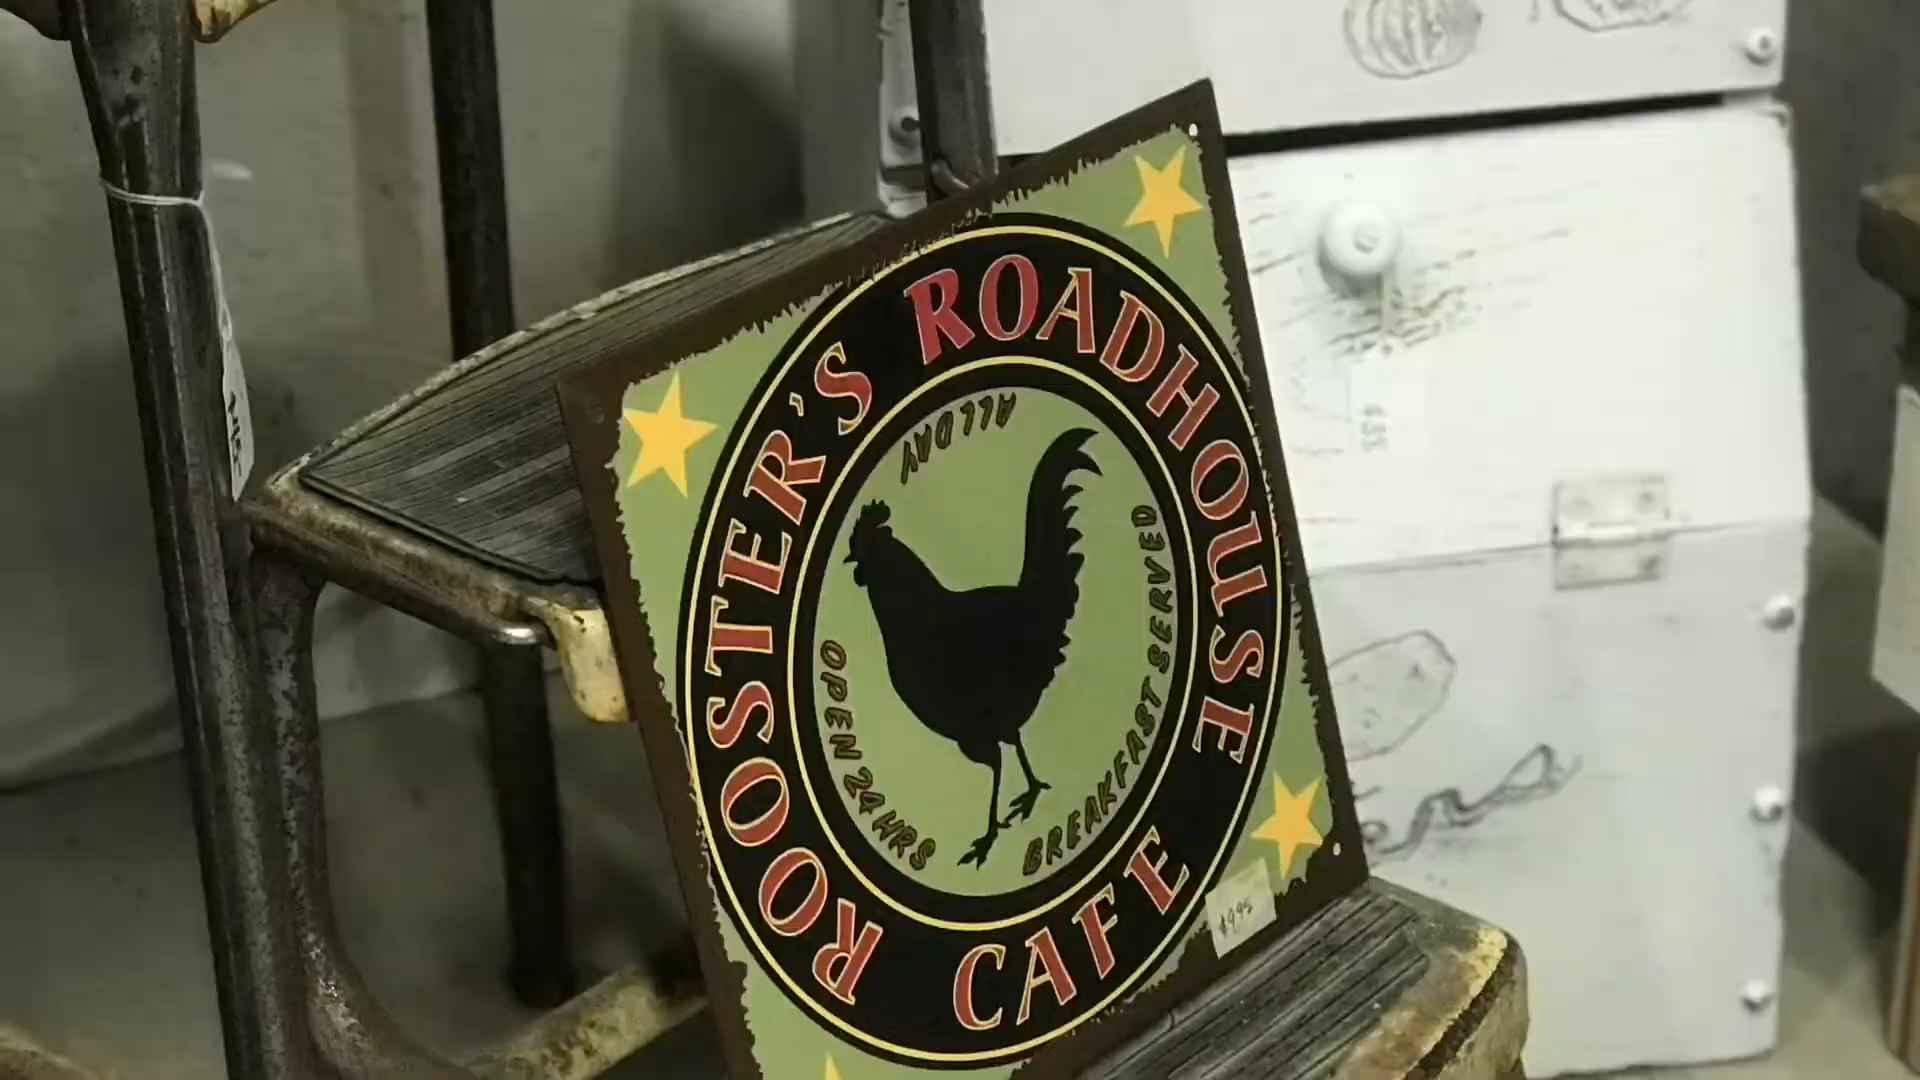 ROOSTER'S ROADHOUSE
CAFE
ALL DAY
OPEN 24 HRS
BREAKFAST SERVED
$9.95